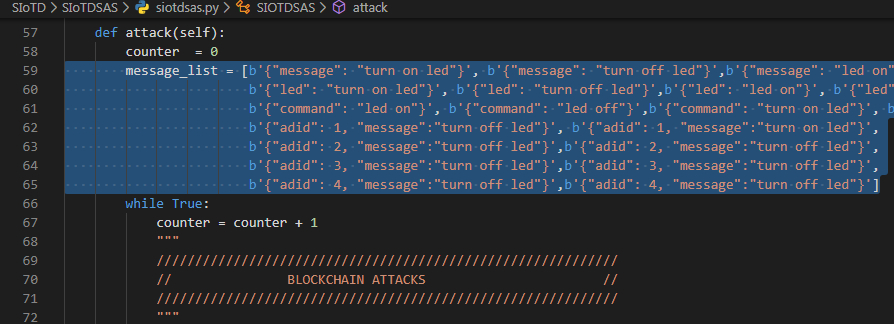 SIoTD > SIoTDSAS > siotdsas.py > SIOTDSAS > attack
57 def attack(self):
58 counter  = 0
59 message_list = [b'{"message": "turn on led"}', b'{"message": "turn off led"}',b'{"message": "led on"
60 b'{"led": "turn on led"}', b'{"led": "turn off led"}',b'{"led": "led on"}', b'{"led"
61 b'{"command": "led on"}', b'{"command": "led off"}',b'{"command": "turn on led"}', b
62 b'{"adid": 1, "message":"turn off led"}', b'{"adid": 1, "message":"turn on led"}',
63 b'{"adid": 2, "message":"turn off led"}',b'{"adid": 2, "message":"turn off led"}',
64 b'{"adid": 3, "message":"turn off led"}',b'{"adid": 3, "message":"turn off led"}',
65 b'{"adid": 4, "message":"turn off led"}',b'{"adid": 4, "message":"turn off led"}']
66 while True:
67 counter = counter + 1
68 """
69 ////////////////////////////////////////////////////////////
70 // BLOCKCHAIN ATTACKS //
71 ////////////////////////////////////////////////////////////
72 """